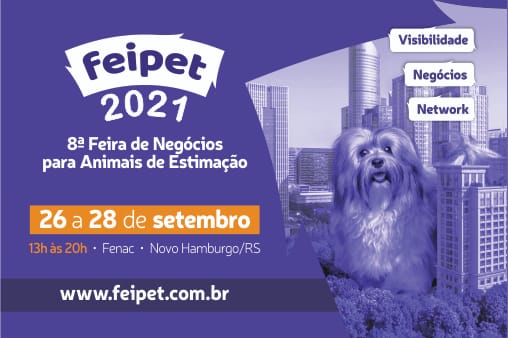 Feipet
2021
8ª Feira de Negócios
para Animais de Estimação
26 a 28 de setembro
13h às 20h • Fenac • Novo Hamburgo/RS
www.feipet.com.br
Visibilidade
Negócios
Network